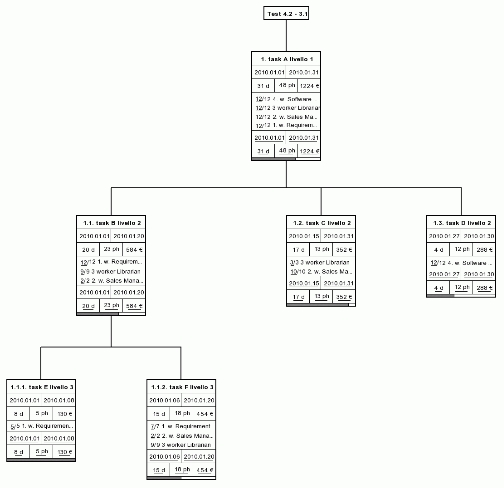 Test 4.2 - 3.1
1. task A livello 1
2010.01.01 2010.01.31
31 d 48 ph 1224 €
12/12 4. w. Software
12/12 3 worker Librarian
12/12 2. w. Sales Ma...
12/12 1. w. Requirem...
2010.01.01 2010.01.31
31 d 48 ph 1224 €
1.1. task B livello 2
2010.01.01 2010.01.20
20 d 23 ph 584 €
12/12 1. w. Requirem...
9/9 3 worker Librarian
2/2 2. w. Sales Mana...
2010.01.01 2010.01.20
20 d 23 ph 584 €
1.2. task C livello 2
2010.01.15 2010.01.31
17 d 13 ph 352 €
3/3 3 worker Librarian
10/10 2. w. Sales Ma...
2010.01.15 2010.01.31
17 d 13 ph 352 €
1.3. task D livello 2
2010.01.27 2010.01.30
4 d 12 ph 288 €
12/12 4. w. Software ...
2010.01.27 2010.01.30
4 d 12 ph 288 €
1.1.1. task E livello 3
2010.01.01 2010.01.08
8 d 5 ph 130 €
5/5 1. w. Requiremen...
2010.01.01 2010.01.08
8 d 5 ph 130 €
1.1.2. task F livello 3
2010.01.06 2010.01.20
15 d 18 ph 454 €
7/7 1. w. Requirement
2/2 2. w. Sales Mana...
9/9 3 worker Librarian
2010.01.06 2010.01.20
15 d 18 ph 454 €